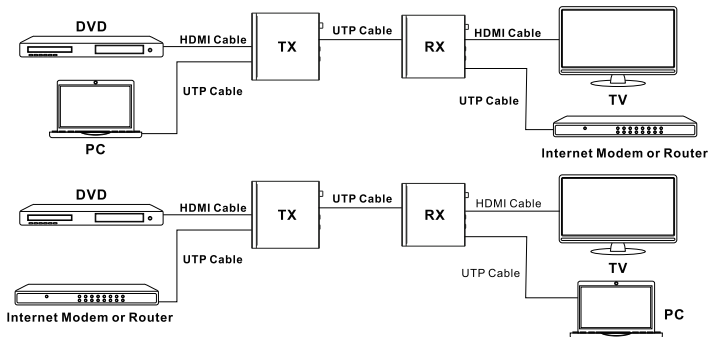 DVD
HDMI Cable
TX
UTP Cable
RX
HDMI Cable
UTP Cable
PC
UTP Cable
TV
Internet Modem or Router
DVD
HDMI Cable
TX
UTP Cable
RX
HDMI Cable
UTP Cable
Internet Modem or Router
UTP Cable
TV
PC